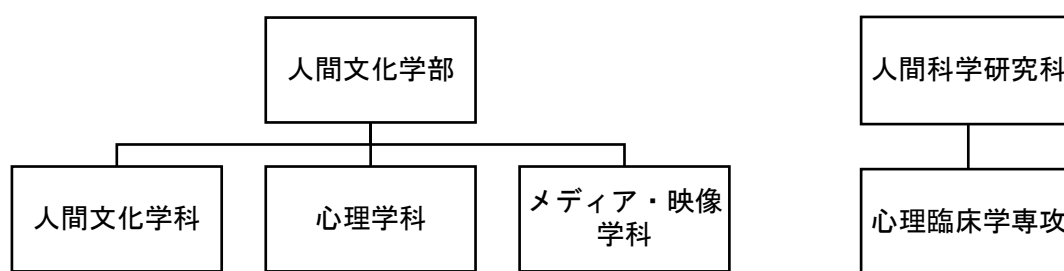 人間文化学部
人間科学研究科
人間文化学科
心理学科
メディア・映像
学科
心理臨床学専攻